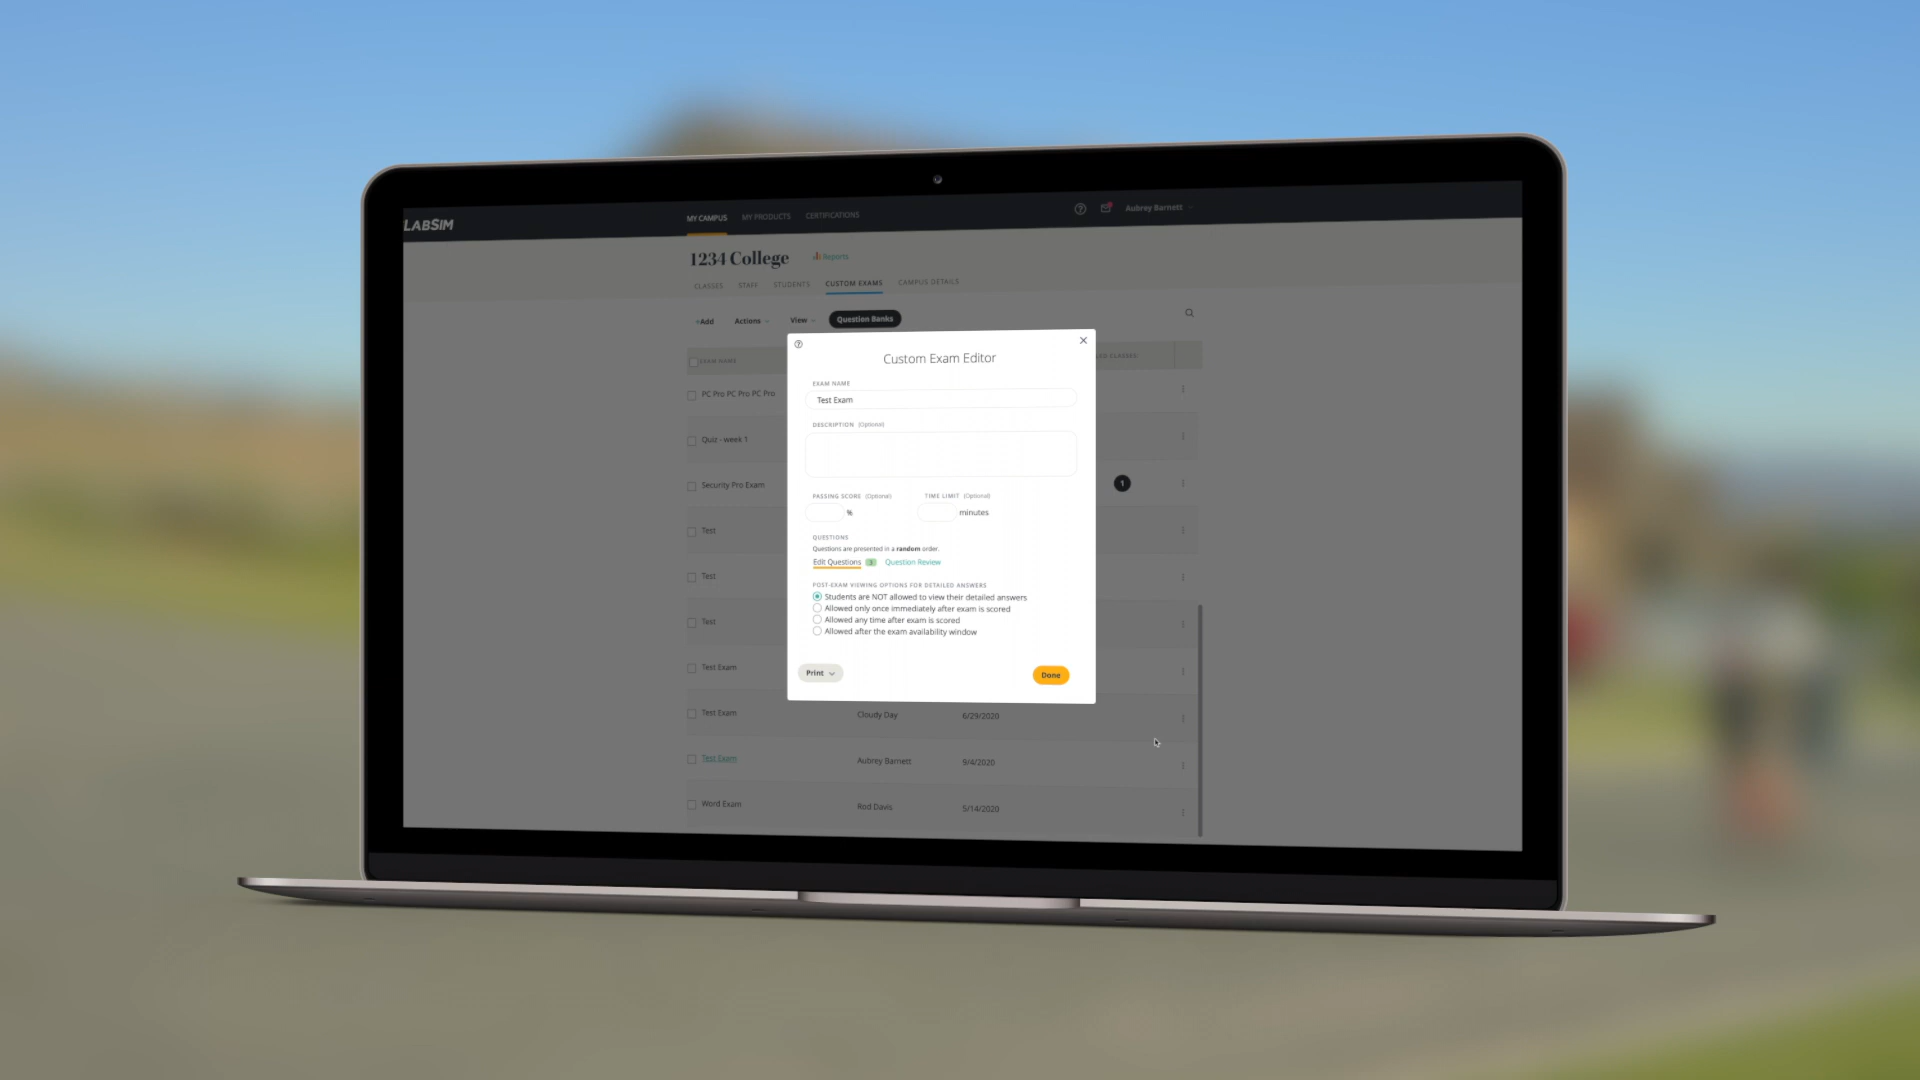 LABSIM
MY CAMPUS MY PRODUCTS CERTIFICATIONS
Aubrey Barnett
1234 College Reports
CLASSES STAFF STUDENTS CUSTOM EXAMS CAMPUS DETAILS
+Add Actions View Question Banks
EXAM NAME CLASSES
PC Pro PC Pro PC Pro
Quiz - week 1
Security Pro Exam 1
Test
Test
Test
Test Exam
Test Exam Cloudy Day 6/29/2020
Test Exam Aubrey Barnett 9/4/2020
Word Exam Rod Davis 5/14/2020
Custom Exam Editor
EXAM NAME
Test Exam
DESCRIPTION (Optional)
PASSING SCORE (Optional) TIME LIMIT (Optional)
% minutes
QUESTIONS
Questions are presented in a random order.
Edit Questions 3 Question Review
POST-EXAM VIEWING OPTIONS FOR DETAILED ANSWERS
Students are NOT allowed to view their detailed answers
Allowed only once immediately after exam is scored
Allowed any time after exam is scored
Allowed after the exam availability window
Print Done